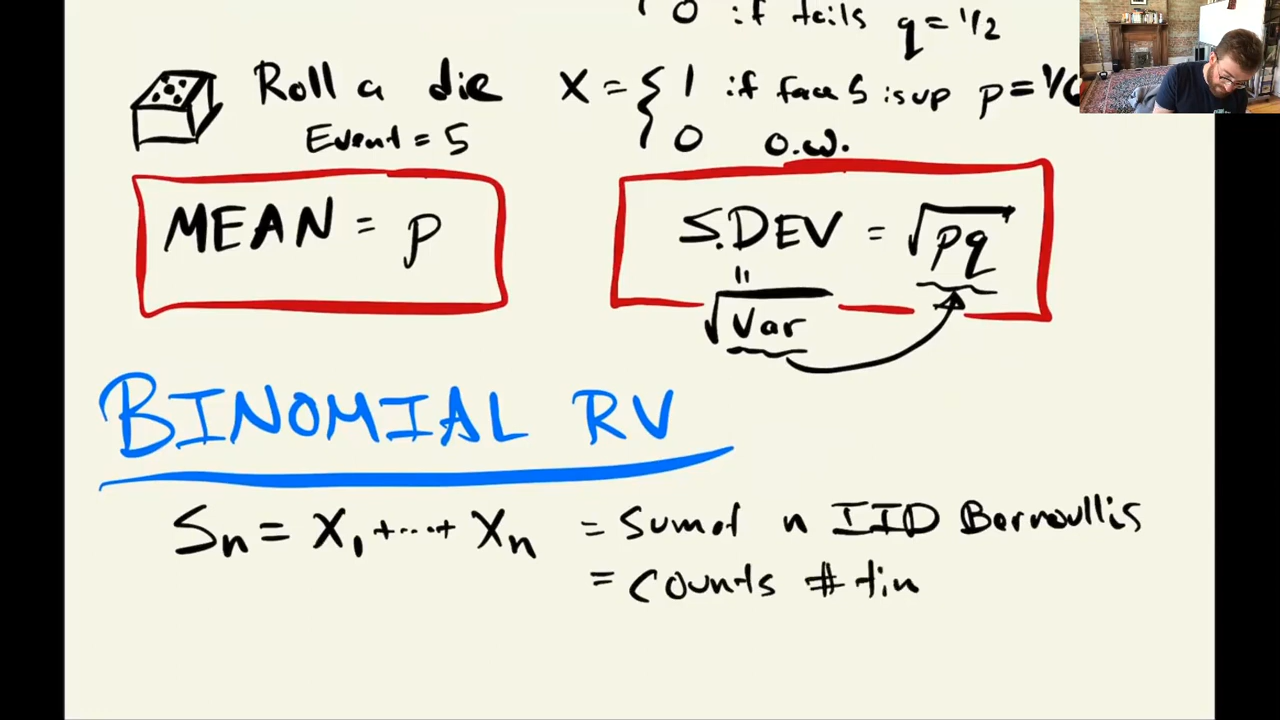 0 if tails q = 1/2
Roll a die X = { 1 if face 5 is up p = 1/6
Event = 5 0 o.w.
MEAN = p
S.DEV = √pq
"
√Var
BINOMIAL RV
Sn = X1 + ... + Xn = Sum of n IID Bernoullis
= Counts # tim